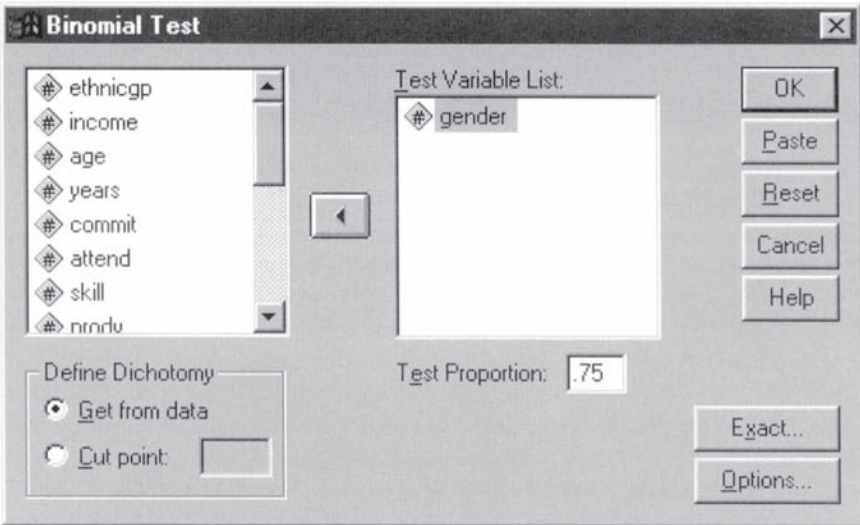 Binomial Test
# ethnicgp
# income
# age
# years
# commit
# attend
# skill
# produ
Test Variable List:
# gender
OK
Paste
Reset
Cancel
Help
Define Dichotomy
Get from data
Cut point:
Test Proportion: .75
Exact...
Options...